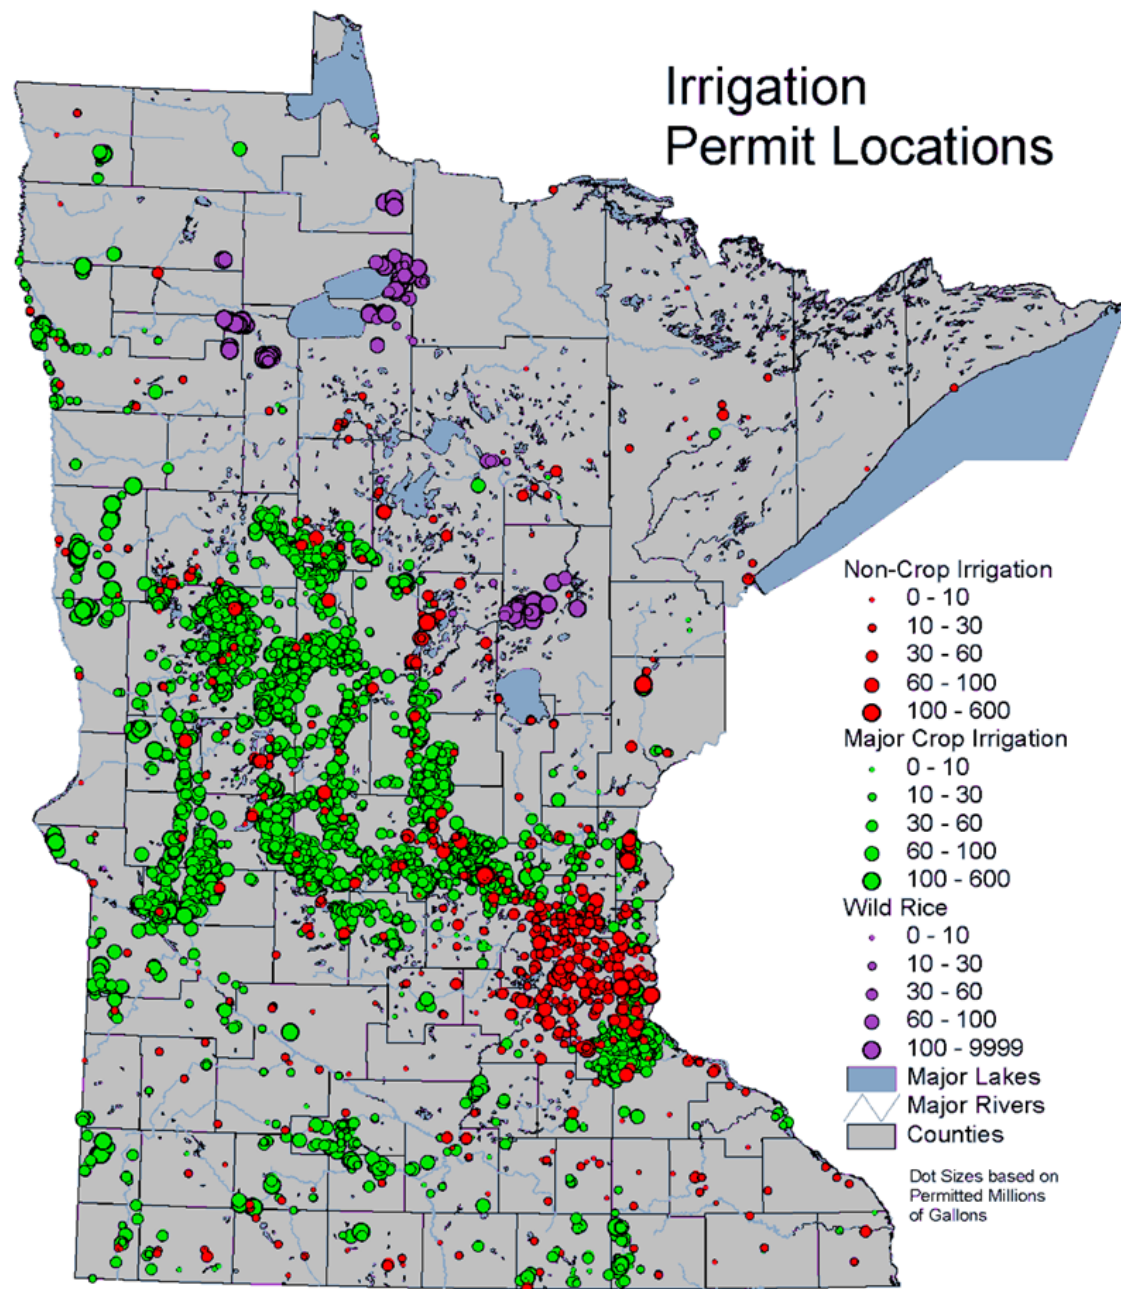 Irrigation
Permit Locations
Non-Crop Irrigation
0 - 10
10 - 30
30 - 60
60 - 100
100 - 600
Major Crop Irrigation
0 - 10
10 - 30
30 - 60
60 - 100
100 - 600
Wild Rice
0 - 10
10 - 30
30 - 60
60 - 100
100 - 9999
Major Lakes
Major Rivers
Counties
Dot Sizes based on
Permitted Millions
of Gallons